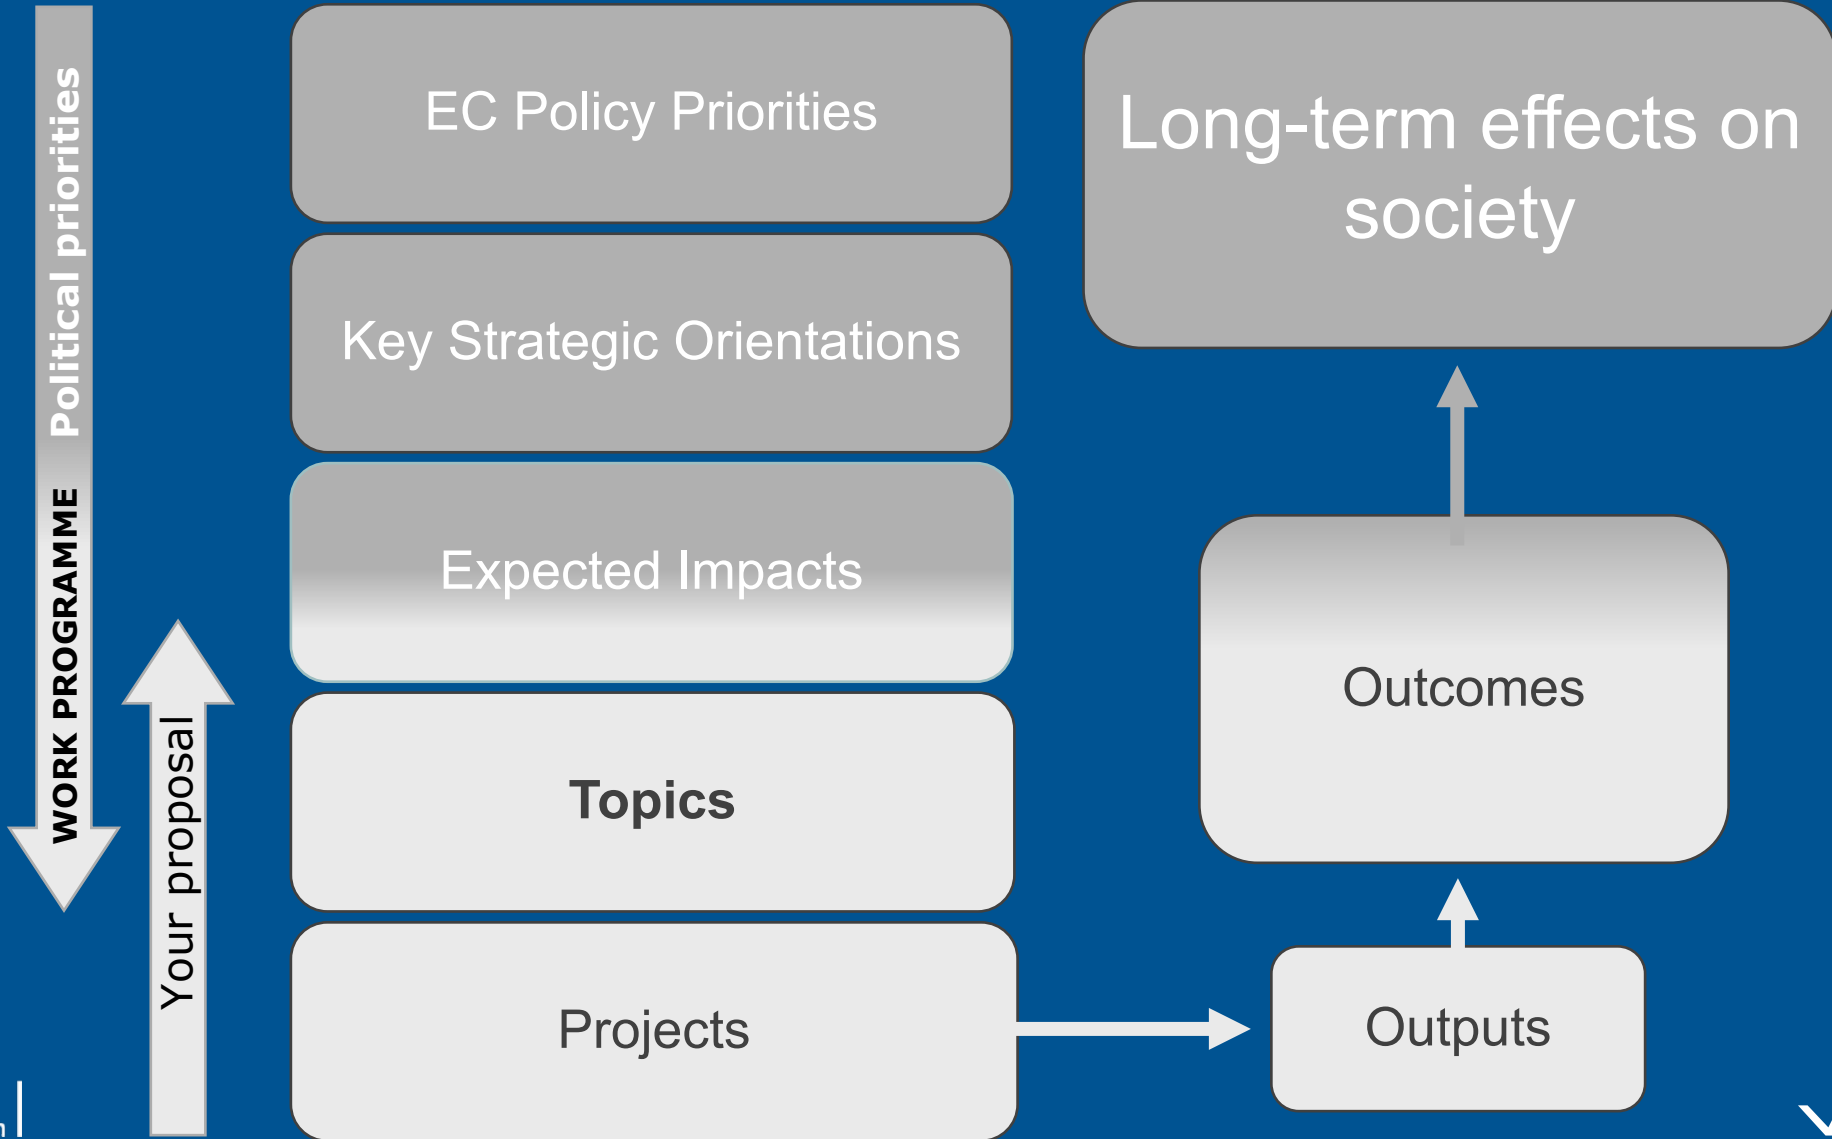 Political priorities
WORK PROGRAMME
Your proposal
EC Policy Priorities
Key Strategic Orientations
Expected Impacts
Topics
Projects
Long-term effects on
society
Outcomes
Outputs